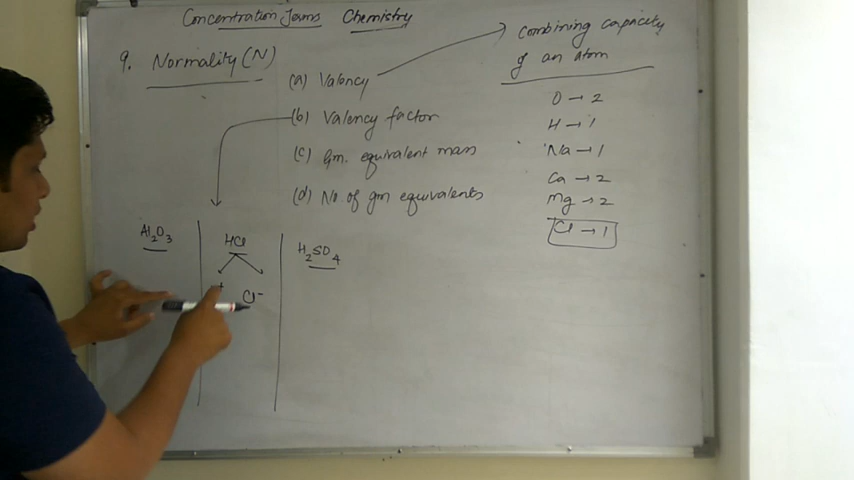 Concentration Terms Chemistry
9. Normality (N)
(a) Valency
(b) Valency factor
(c) Gm. equivalent mass
(d) No. of gm equivalents
combining capacity
of an atom
O → 2
H → 1
Na → 1
Ca → 2
Mg → 2
Cl → 1
Al₂O₃
HCl
Cl⁻
H₂SO₄